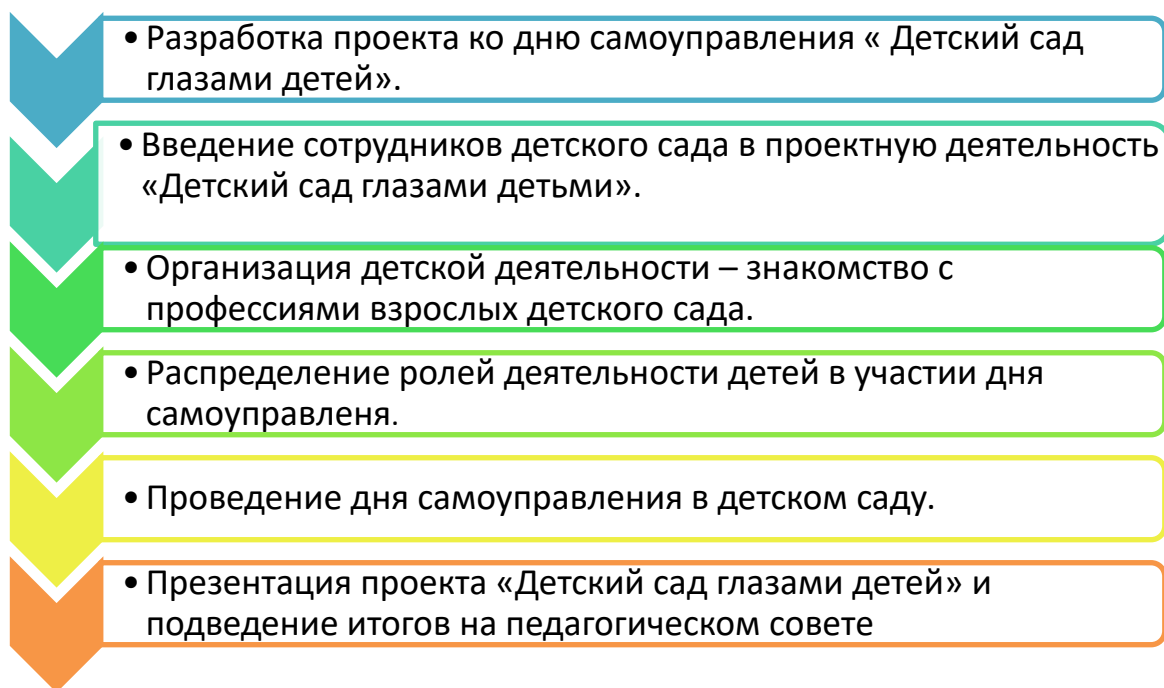 • Разработка проекта ко дню самоуправления « Детский сад
глазами детей».
• Введение сотрудников детского сада в проектную деятельность
«Детский сад глазами детьми».
• Организация детской деятельности – знакомство с
профессиями взрослых детского сада.
• Распределение ролей деятельности детей в участии дня
самоуправленя.
• Проведение дня самоуправления в детском саду.
• Презентация проекта «Детский сад глазами детей» и
подведение итогов на педагогическом совете